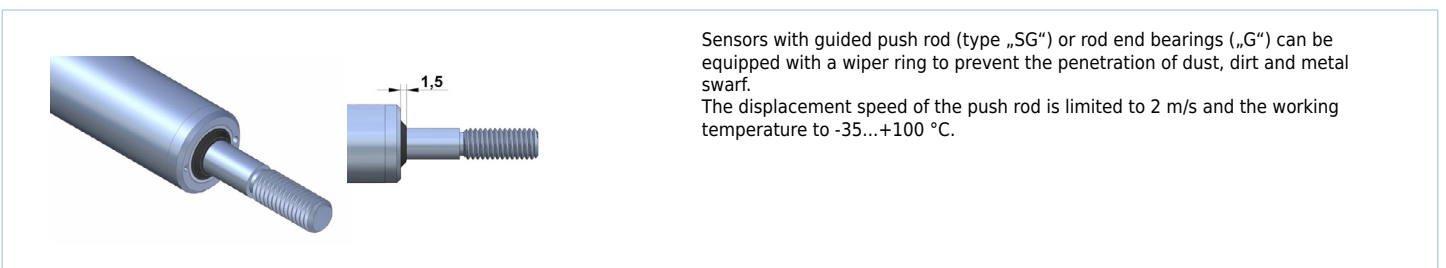 1,5
Sensors with guided push rod (type „SG“) or rod end bearings („G“) can be
equipped with a wiper ring to prevent the penetration of dust, dirt and metal
swarf.
The displacement speed of the push rod is limited to 2 m/s and the working
temperature to -35...+100 °C.